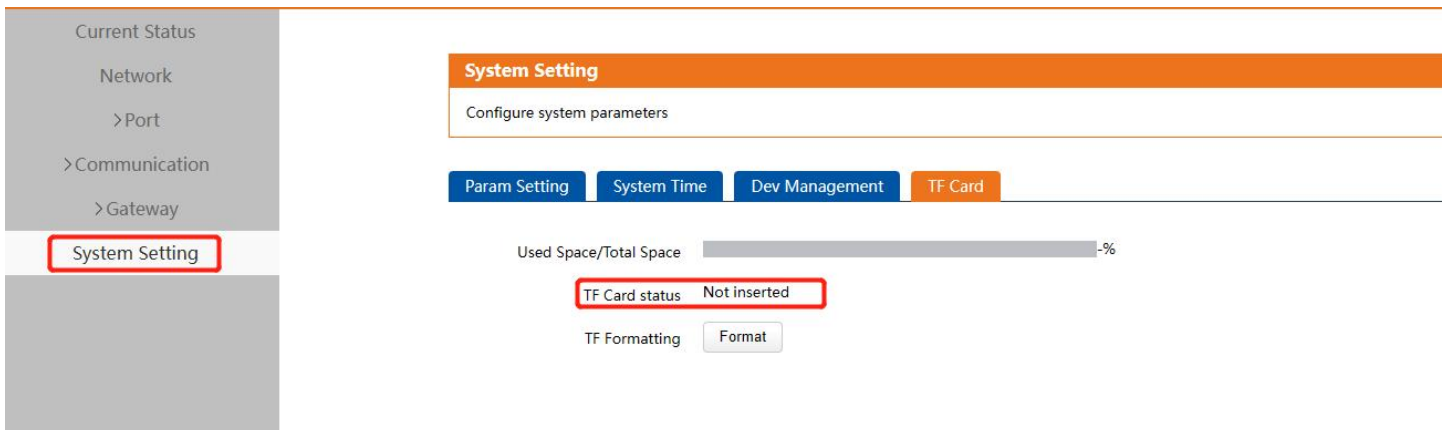 Current Status
Network
>Port
>Communication
>Gateway
System Setting
System Setting
Configure system parameters
Param Setting System Time Dev Management TF Card
Used Space/Total Space -%
TF Card status Not inserted
TF Formatting Format